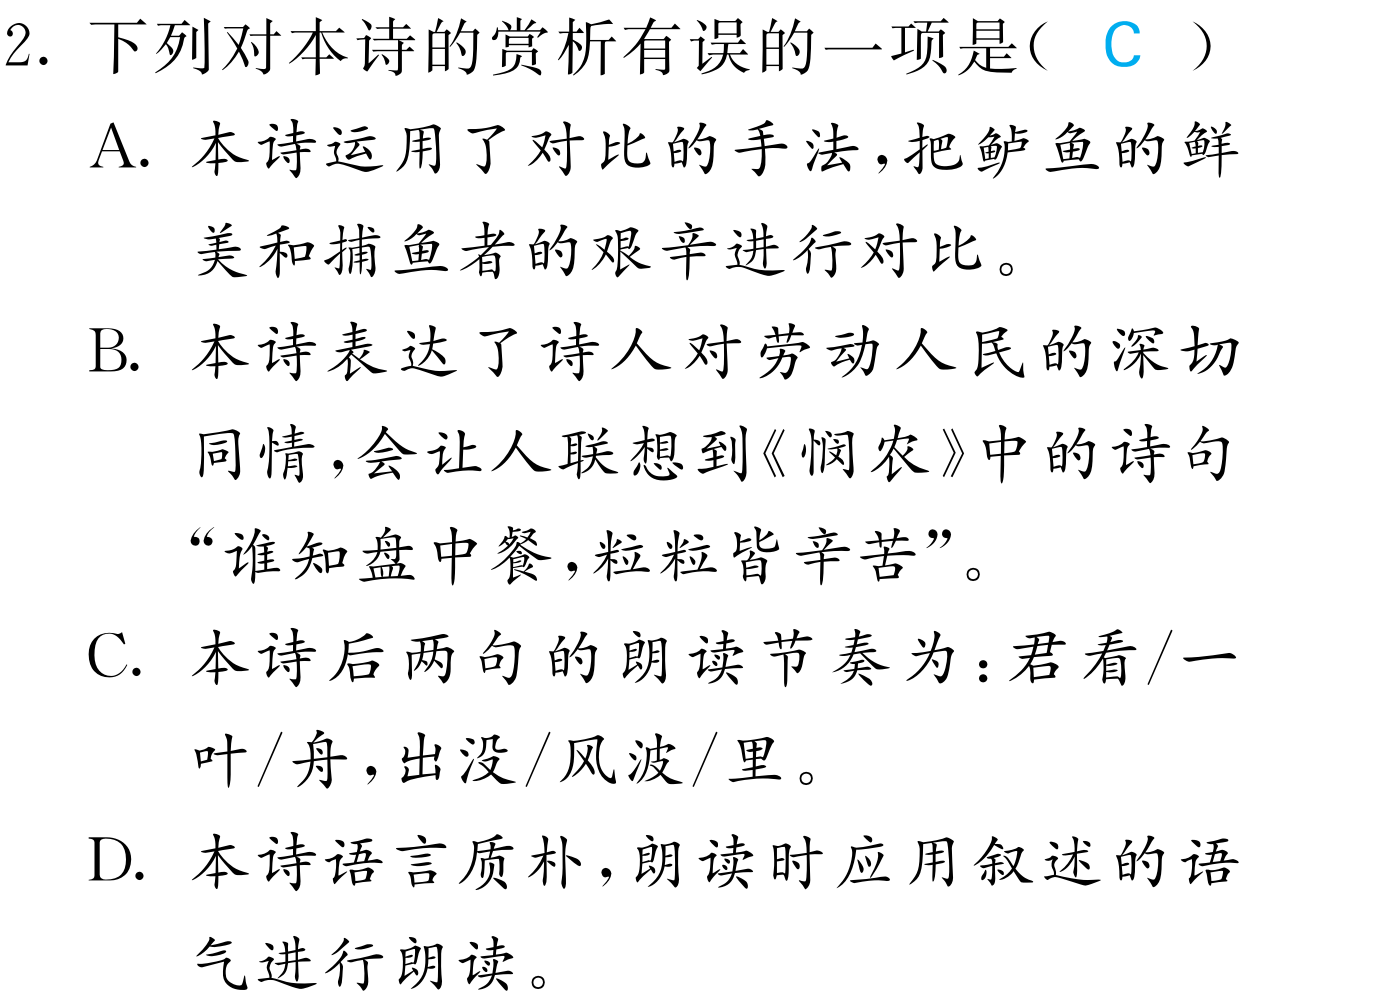 2. 下列对本诗的赏析有误的一项是( C )
A. 本诗运用了对比的手法,把鲈鱼的鲜
美和捕鱼者的艰辛进行对比。
B. 本诗表达了诗人对劳动人民的深切
同情,会让人联想到《悯农》中的诗句
“谁知盘中餐,粒粒皆辛苦”。
C. 本诗后两句的朗读节奏为:君看/一
叶/舟,出没/风波/里。
D. 本诗语言质朴,朗读时应用叙述的语
气进行朗读。